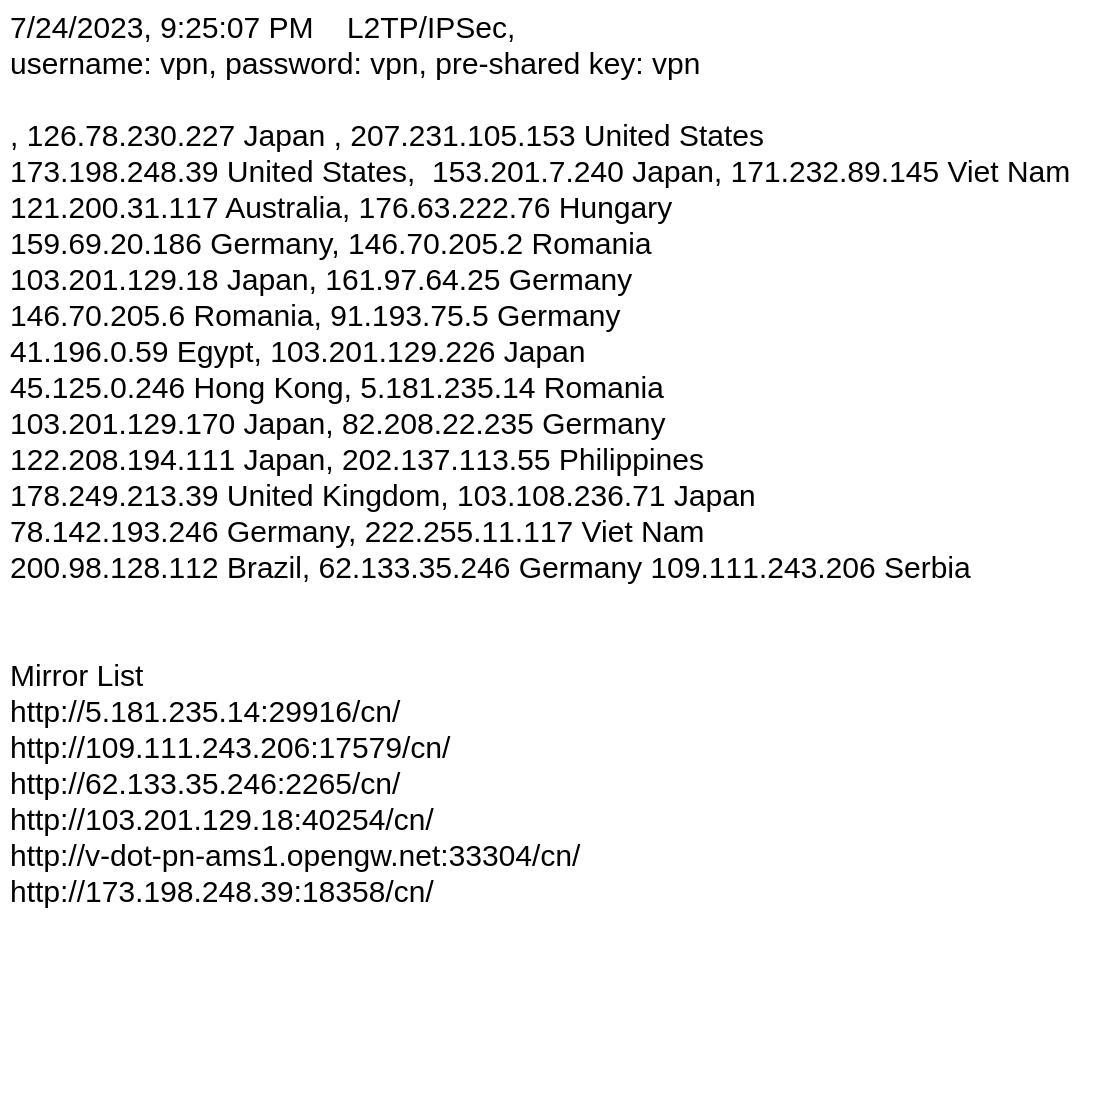 7/24/2023, 9:25:07 PM    L2TP/IPSec,
username: vpn, password: vpn, pre-shared key: vpn
, 126.78.230.227 Japan , 207.231.105.153 United States
173.198.248.39 United States,  153.201.7.240 Japan, 171.232.89.145 Viet Nam
121.200.31.117 Australia, 176.63.222.76 Hungary
159.69.20.186 Germany, 146.70.205.2 Romania
103.201.129.18 Japan, 161.97.64.25 Germany
146.70.205.6 Romania, 91.193.75.5 Germany
41.196.0.59 Egypt, 103.201.129.226 Japan
45.125.0.246 Hong Kong, 5.181.235.14 Romania
103.201.129.170 Japan, 82.208.22.235 Germany
122.208.194.111 Japan, 202.137.113.55 Philippines
178.249.213.39 United Kingdom, 103.108.236.71 Japan
78.142.193.246 Germany, 222.255.11.117 Viet Nam
200.98.128.112 Brazil, 62.133.35.246 Germany 109.111.243.206 Serbia
Mirror List
http://5.181.235.14:29916/cn/
http://109.111.243.206:17579/cn/
http://62.133.35.246:2265/cn/
http://103.201.129.18:40254/cn/
http://v-dot-pn-ams1.opengw.net:33304/cn/
http://173.198.248.39:18358/cn/